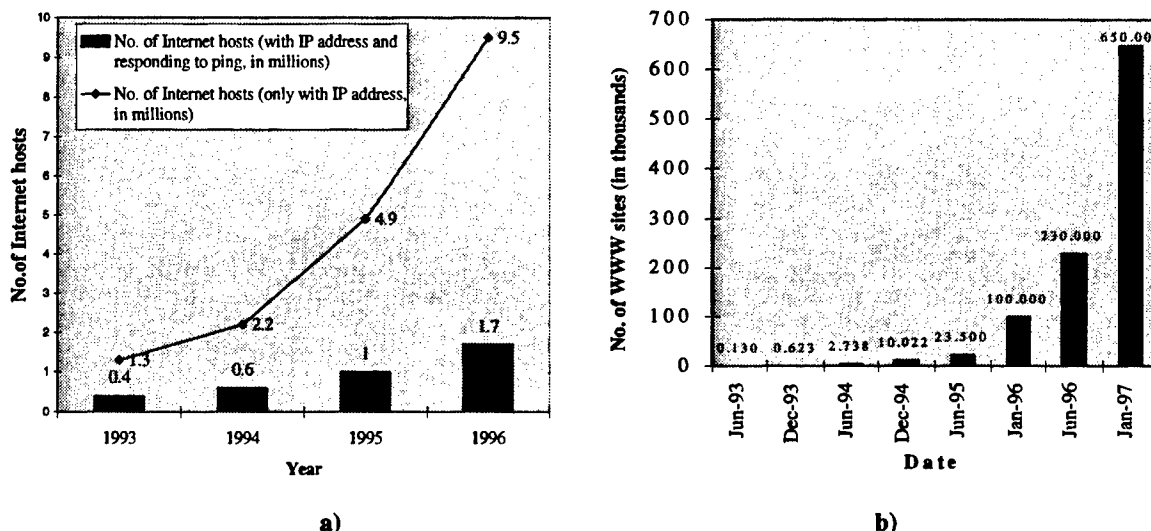 10
9
8
7
6
5
4
3
2
1
0
No.of Internet hosts
No. of Internet hosts (with IP address and
responding to ping, in millions)
No. of Internet hosts (only with IP address,
in millions)
1.3
2.2
4.9
9.5
0.4
0.6
1
1.7
1993
1994
1995
1996
Year
a)
700
600
500
400
300
200
100
0
No. of WWW sites (in thousands)
0.130
0.623
2.738
10.022
23.500
100.000
230.000
650.00
Jun-93
Dec-93
Jun-94
Dec-94
Jun-95
Jan-96
Jun-96
Jan-97
Date
b)